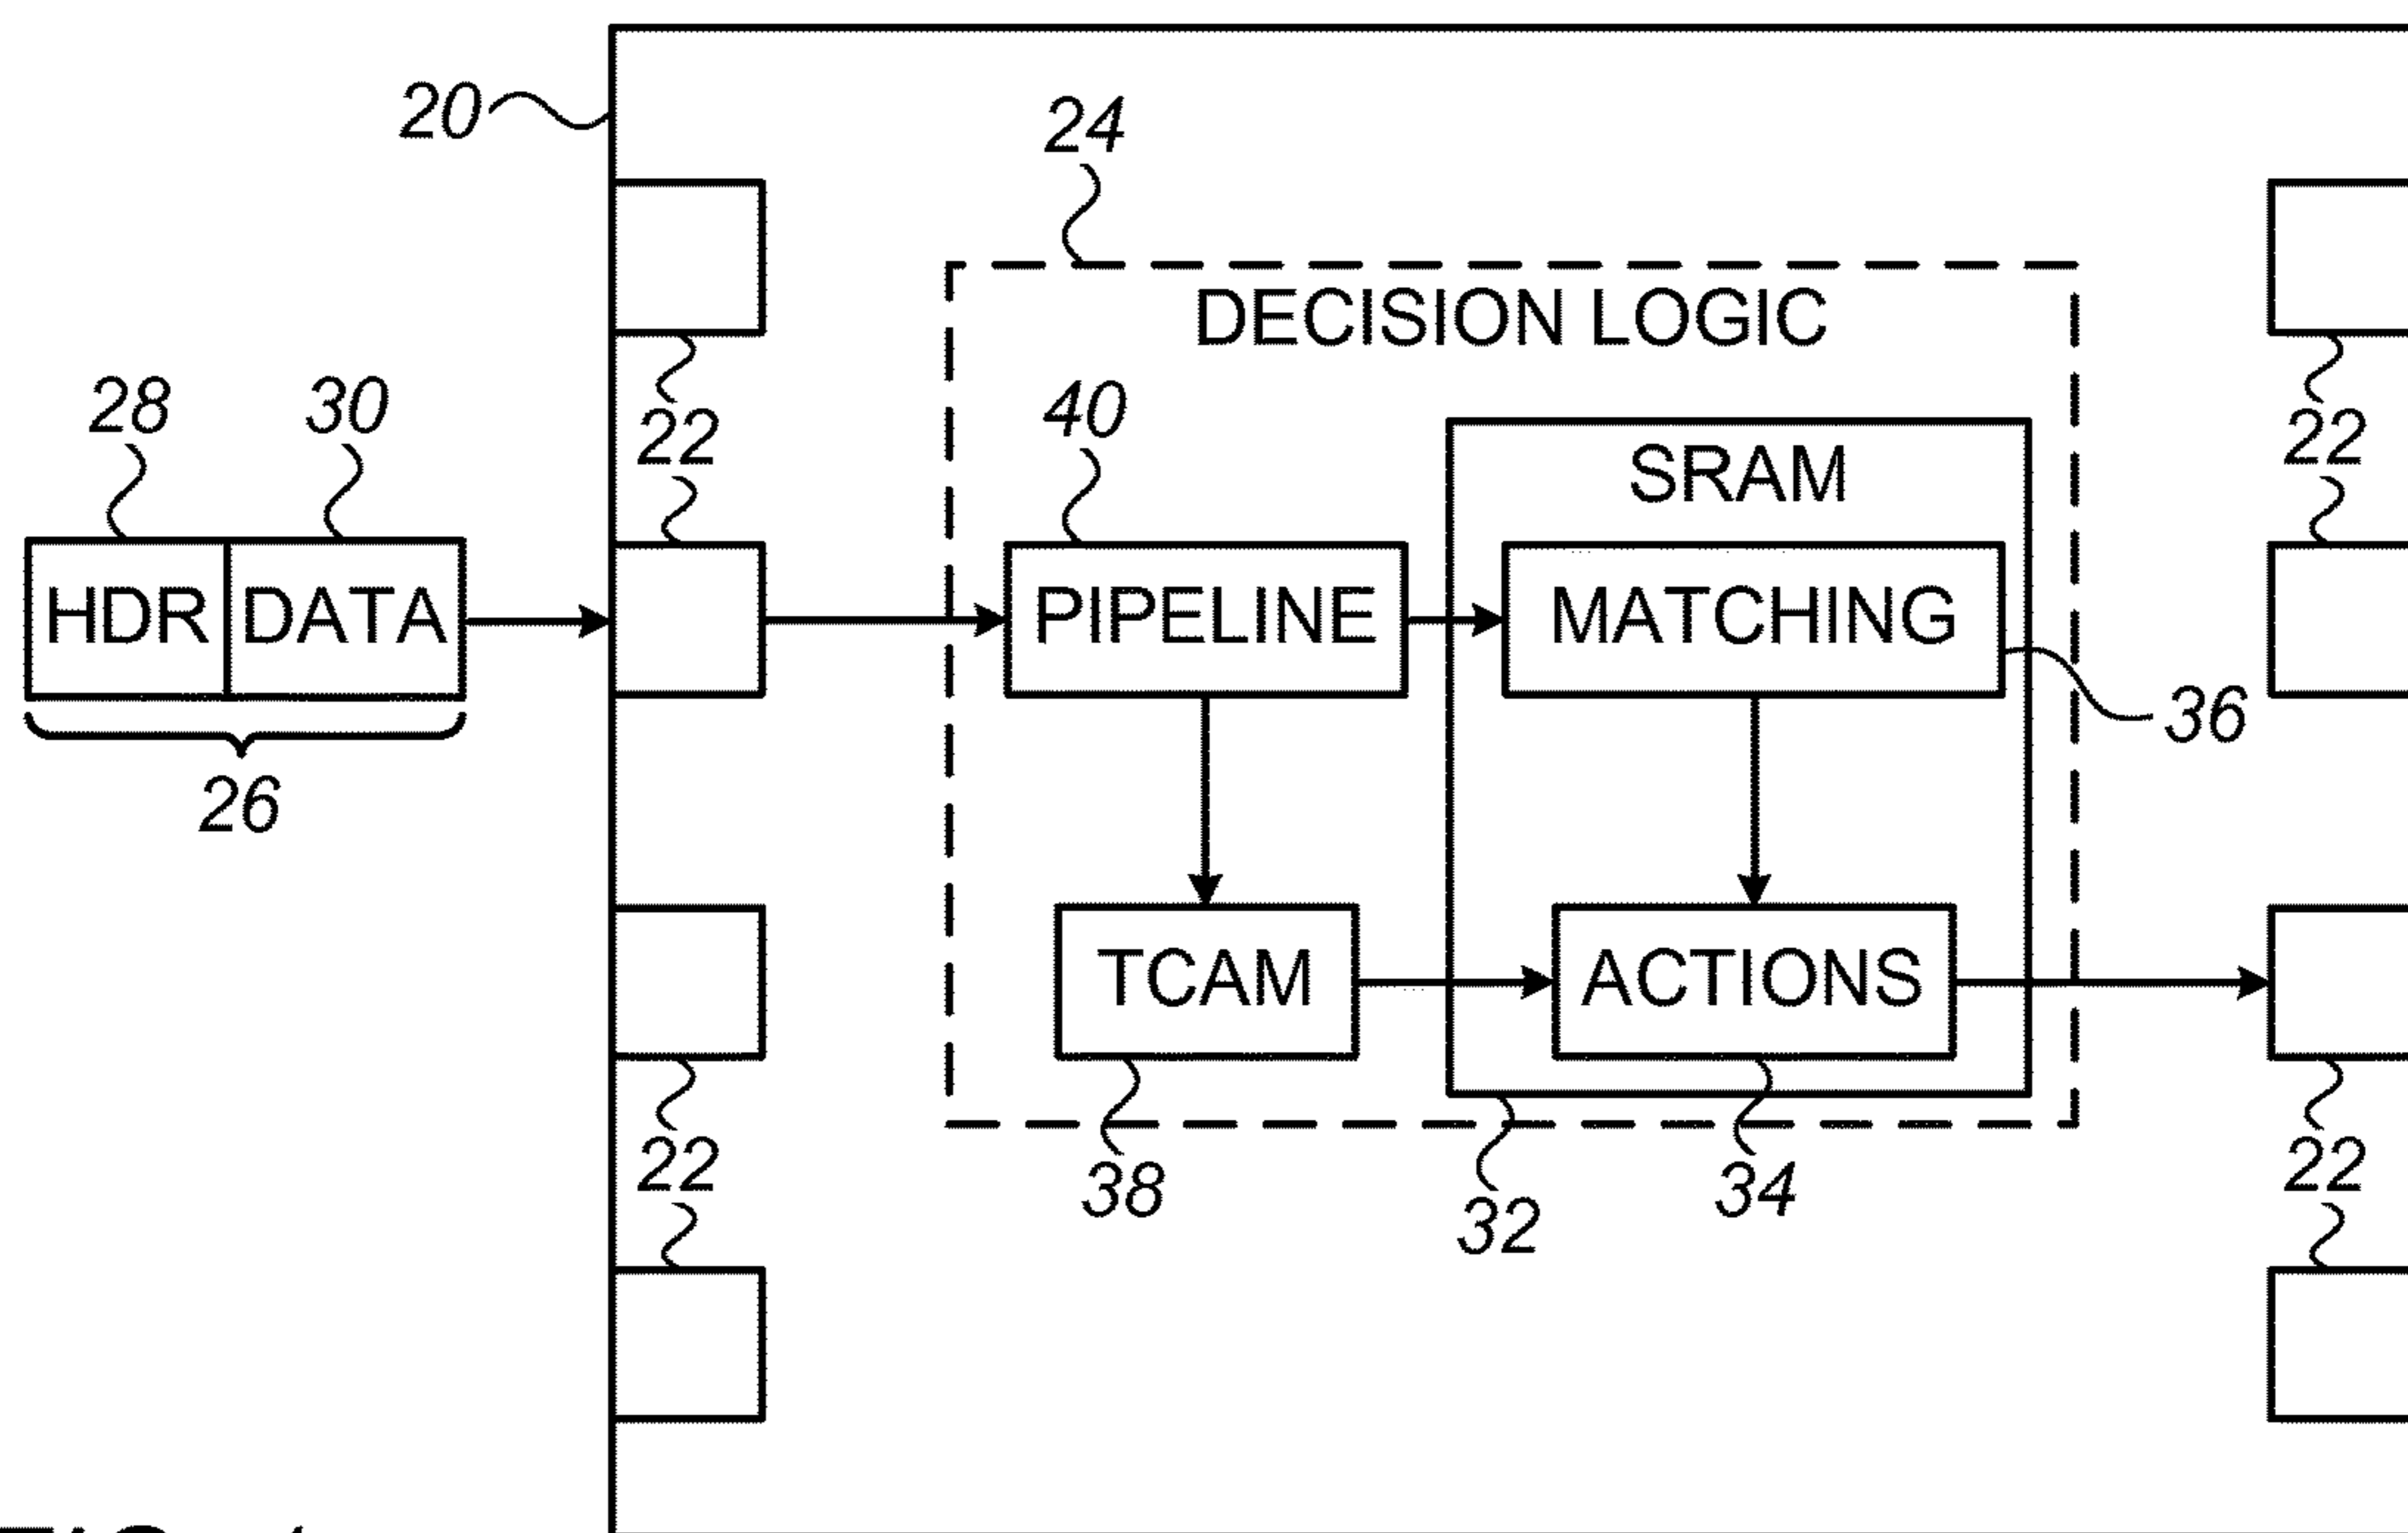 20
24
DECISION LOGIC
28
30
22
40
SRAM
22
HDR
DATA
PIPELINE
MATCHING
36
26
TCAM
ACTIONS
22
38
32
34
22